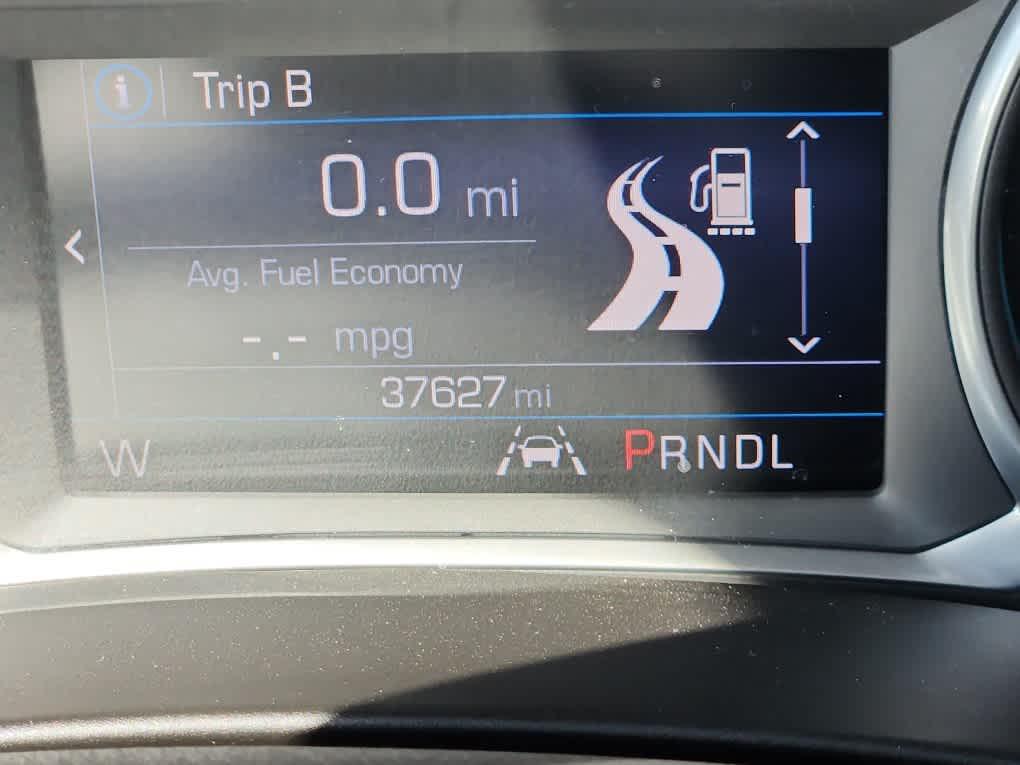 i Trip B
0.0 mi
Avg. Fuel Economy
-.- mpg
37627 mi
W PRNDL